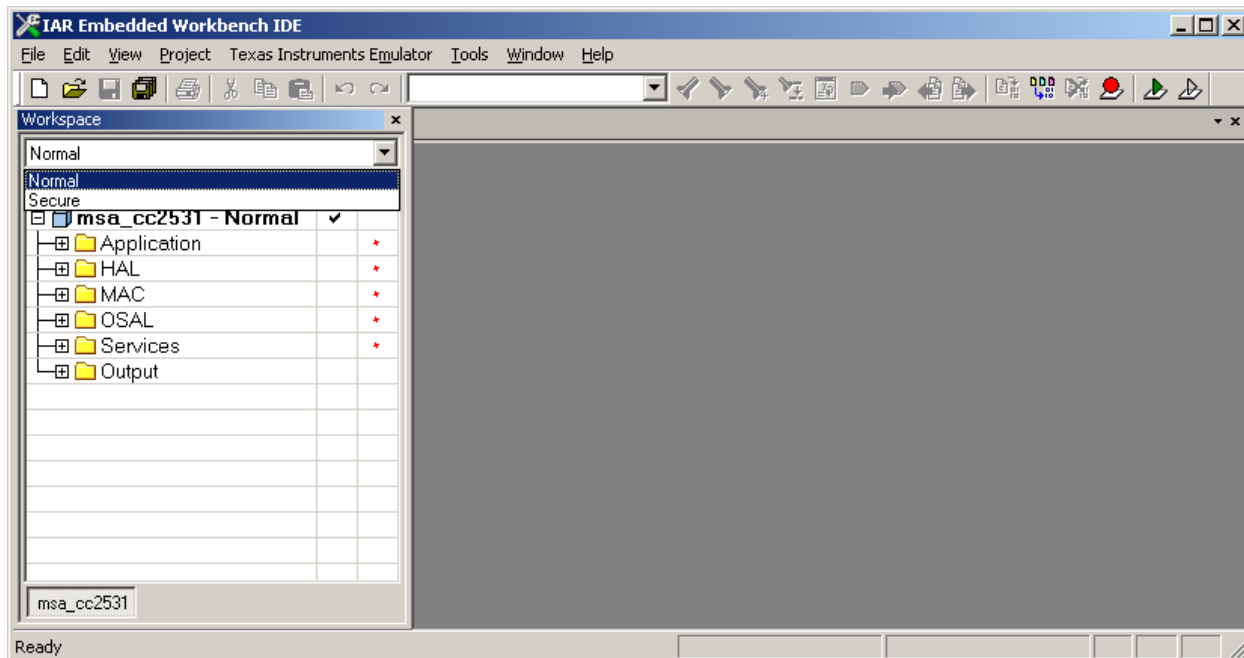 IAR Embedded Workbench IDE
File Edit View Project Texas Instruments Emulator Tools Window Help
Workspace
Normal
Normal
Secure
msa_cc2531 - Normal
Application
HAL
MAC
OSAL
Services
Output
msa_cc2531
Ready